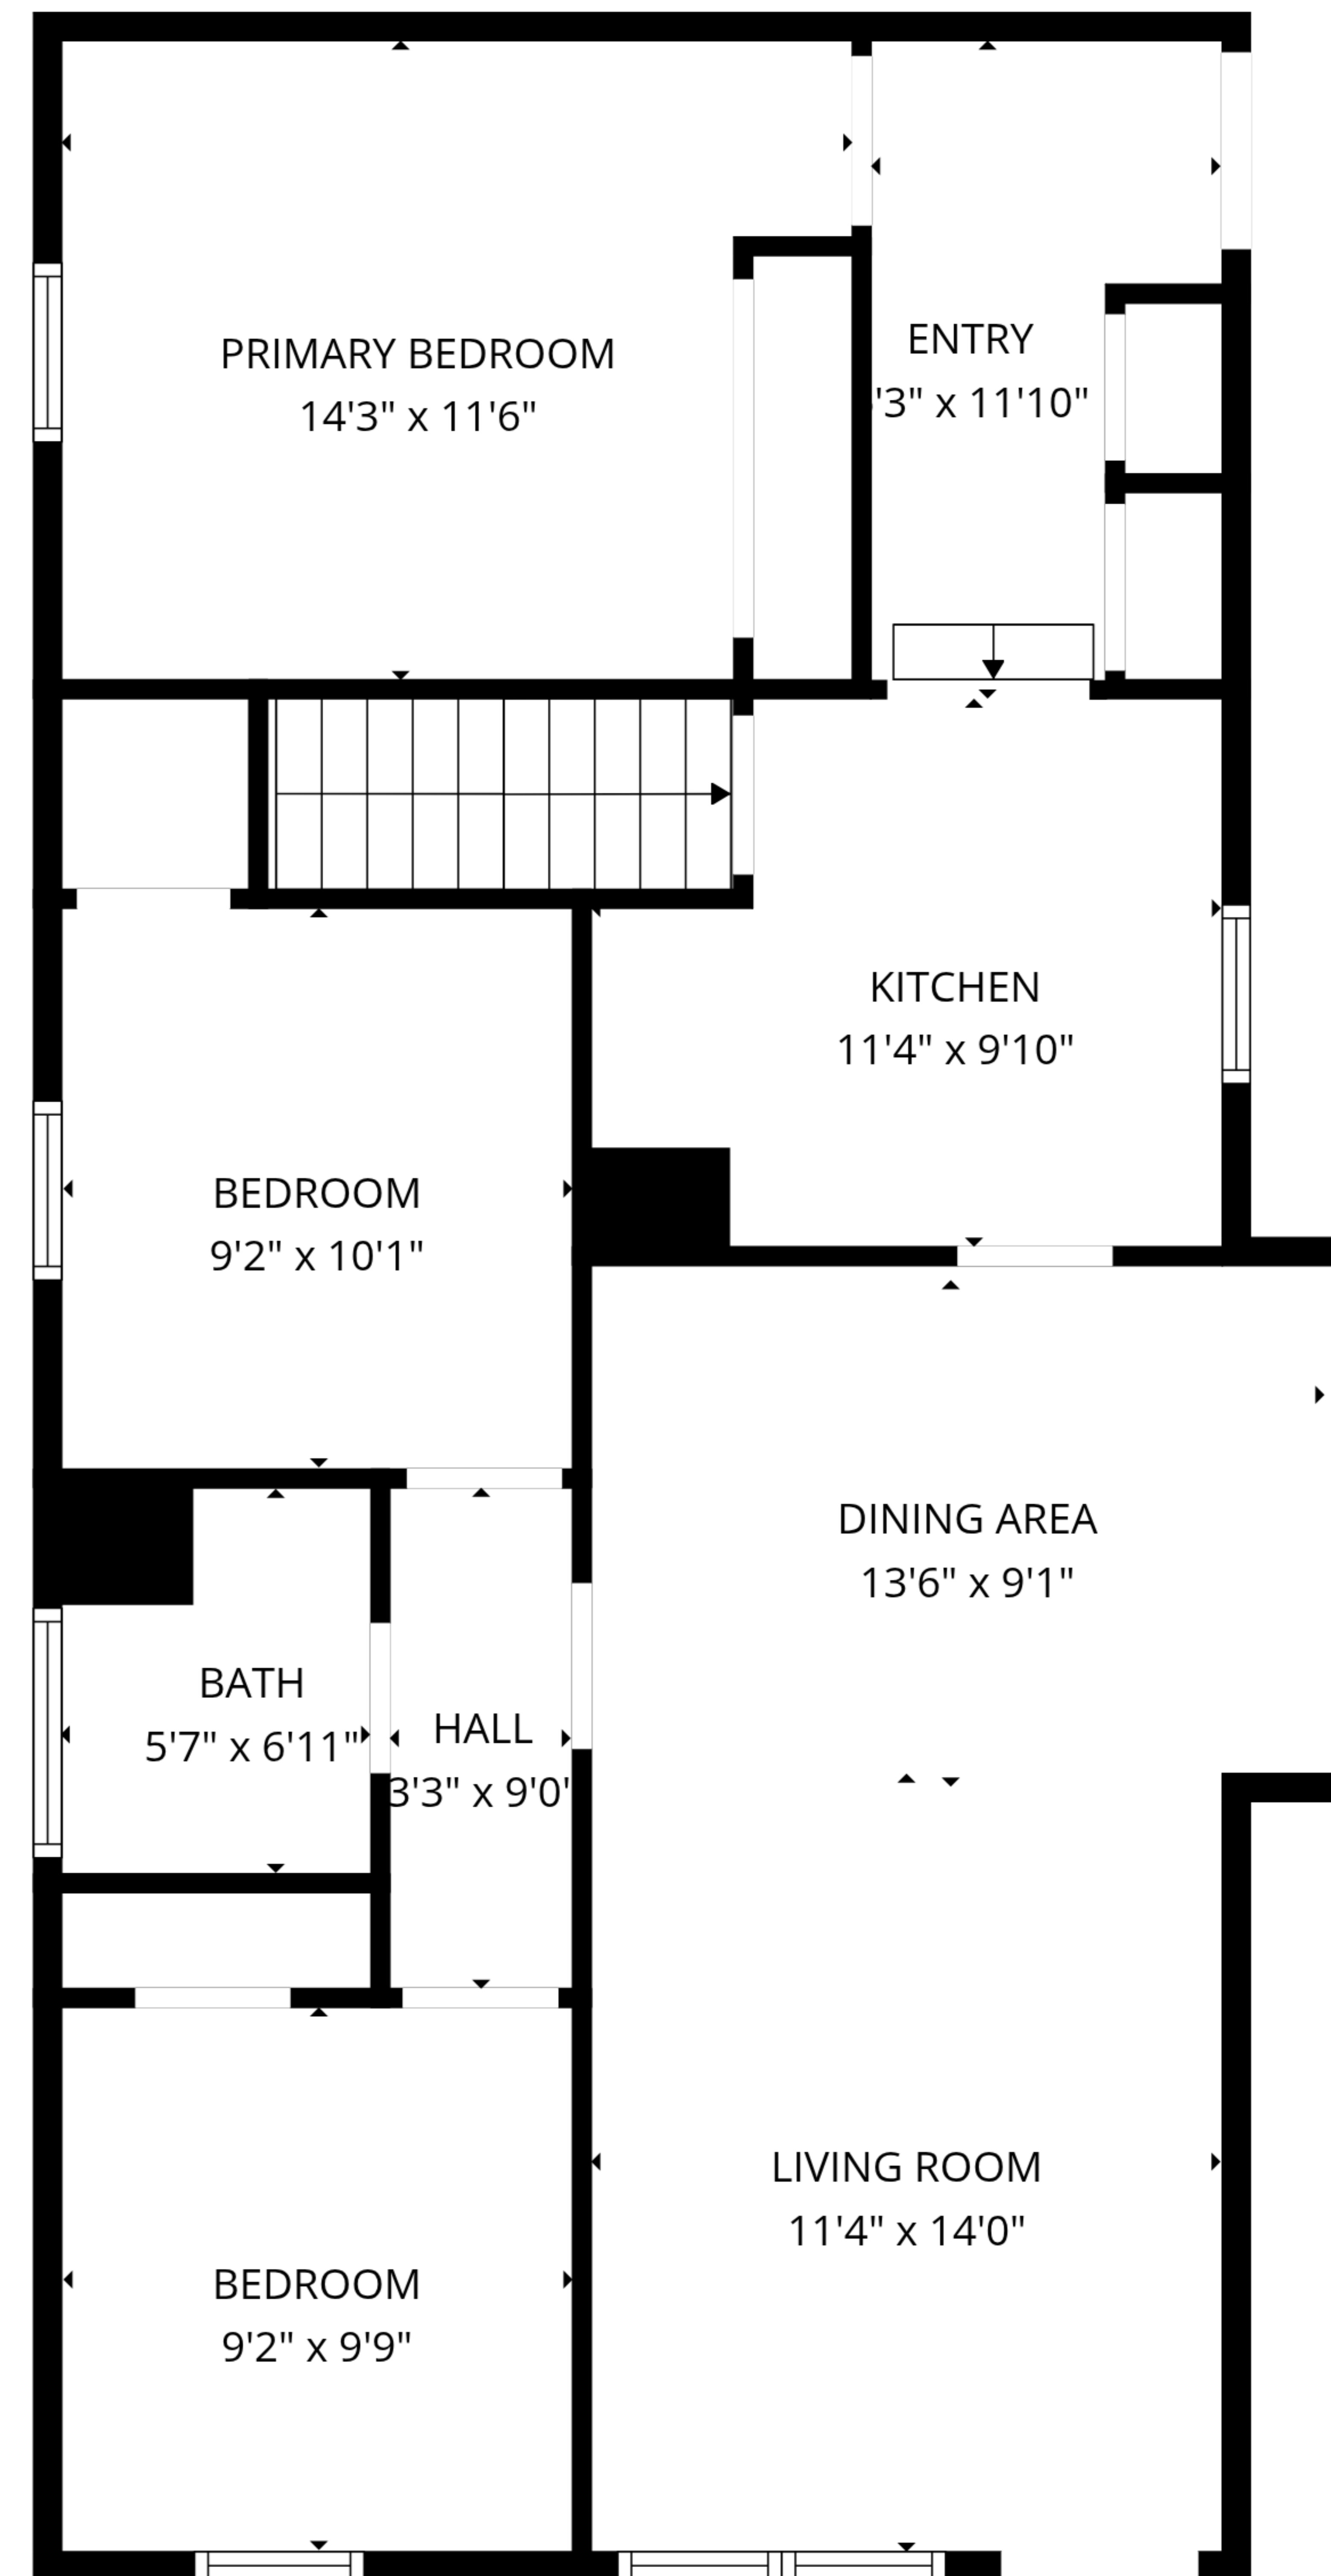 PRIMARY BEDROOM
14'3" x 11'6"
ENTRY
'3" x 11'10"
KITCHEN
11'4" x 9'10"
BEDROOM
9'2" x 10'1"
DINING AREA
13'6" x 9'1"
BATH
5'7" x 6'11"
HALL
3'3" x 9'0'
LIVING ROOM
11'4" x 14'0"
BEDROOM
9'2" x 9'9"